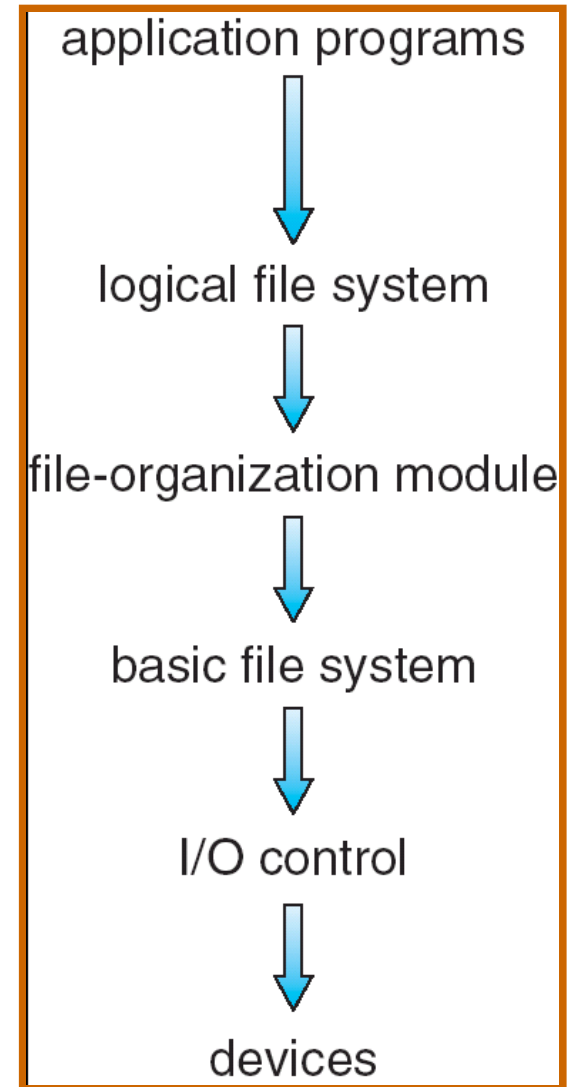 application programs
logical file system
file-organization module
basic file system
I/O control
devices